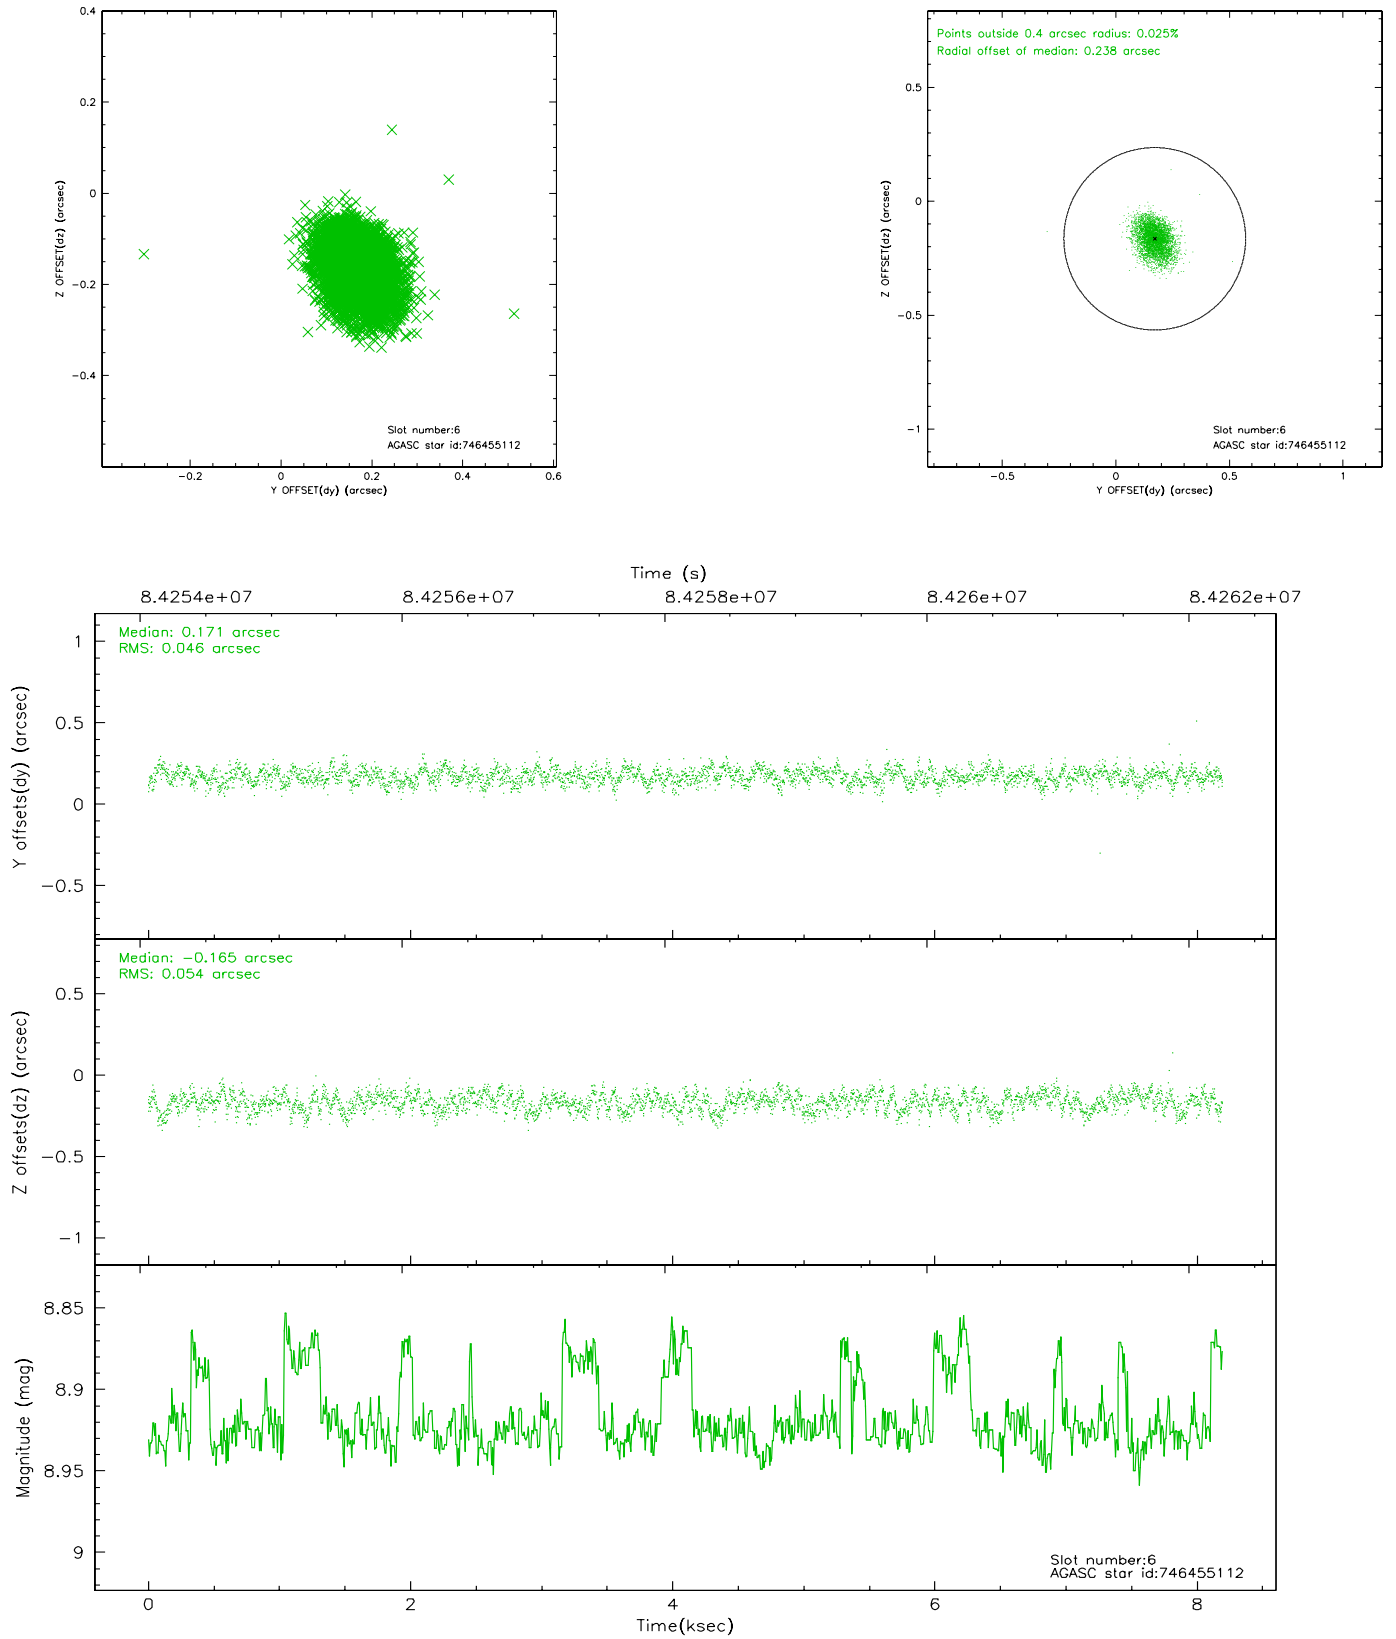 0.4
0.2
0
−0.2
−0.4
Z OFFSET(dz) (arcsec)
Slot number:6
AGASC star id:746455112
−0.2 0 0.2 0.4 0.6
Y OFFSET(dy) (arcsec)
Points outside 0.4 arcsec radius: 0.025%
Radial offset of median: 0.238 arcsec
0.5
0
−0.5
−1
Z OFFSET(dz) (arcsec)
Slot number:6
AGASC star id:746455112
−0.5 0 0.5 1
Y OFFSET(dy) (arcsec)
Time (s)
8.4254e+07 8.4256e+07 8.4258e+07 8.426e+07 8.4262e+07
Median: 0.171 arcsec
RMS: 0.046 arcsec
1
0.5
0
−0.5
Y offsets(dy) (arcsec)
Median: −0.165 arcsec
RMS: 0.054 arcsec
0.5
0
−0.5
−1
Z offsets(dz) (arcsec)
8.85
8.9
8.95
9
Magnitude (mag)
Slot number:6
AGASC star id:746455112
0 2 4 6 8
Time(ksec)